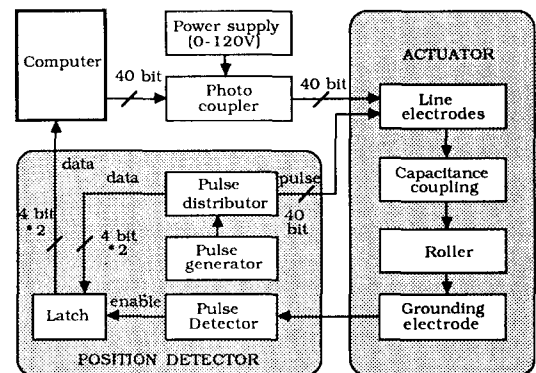 Power supply
(0-120V)
ACTUATOR
Computer
40 bit
Photo
coupler
40 bit
Line
electrodes
data
data
Pulse
distributor
pulse
40
bit
Capacitance
coupling
4 bit
*2
4 bit
*2
Pulse
generator
Roller
Latch
enable
Pulse
Detector
Grounding
electrode
POSITION DETECTOR